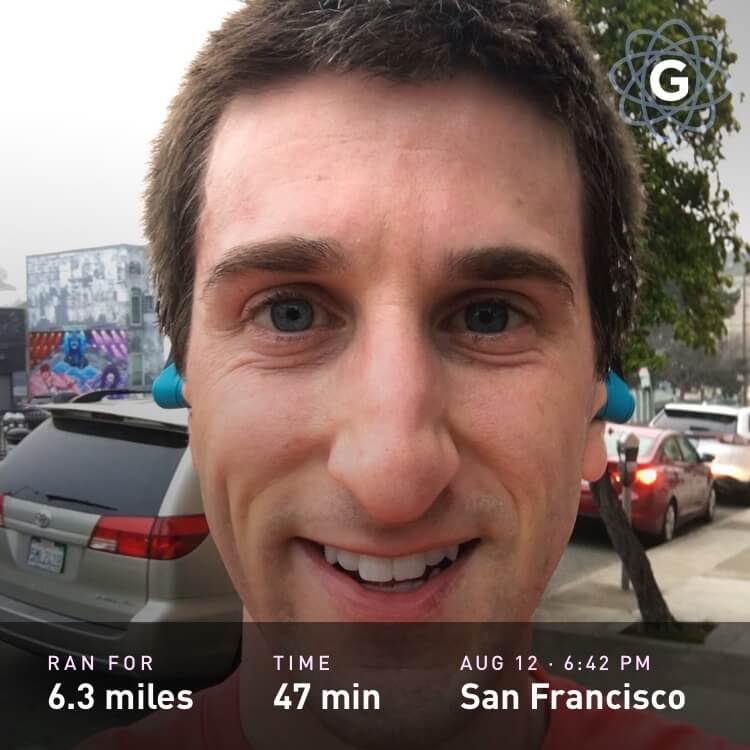 G
RAN FOR
6.3 miles
TIME
47 min
AUG 12 · 6:42 PM
San Francisco